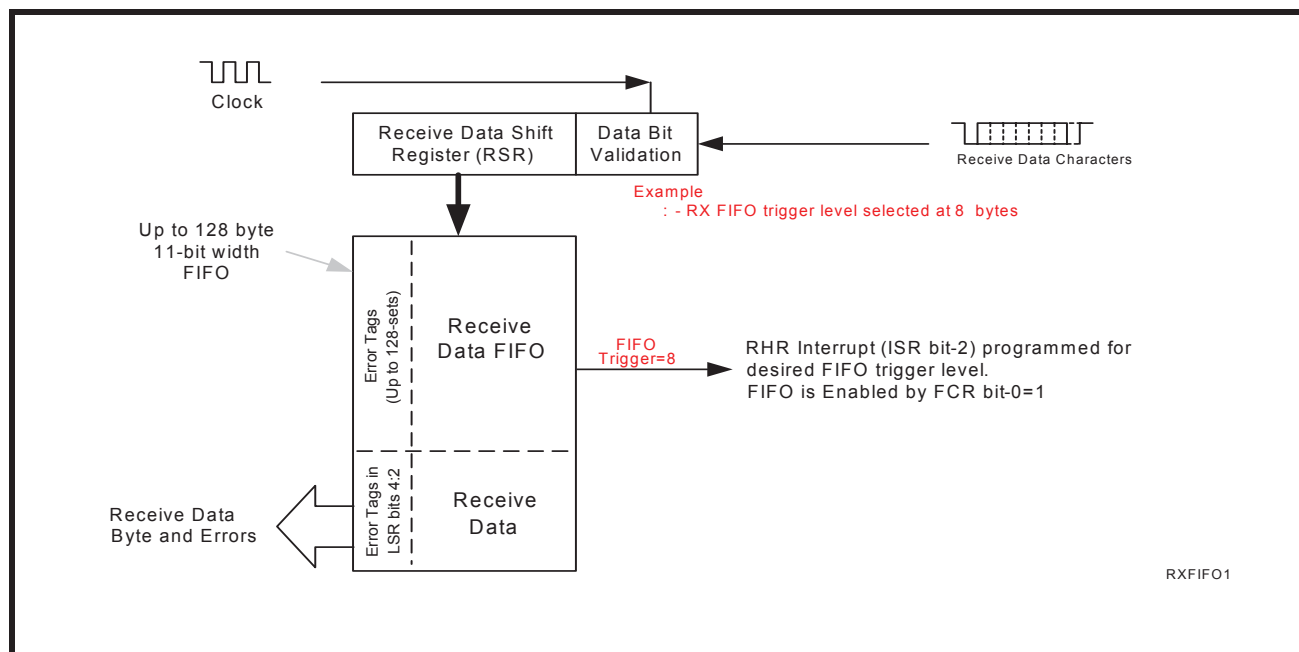 Clock
Receive Data Shift
Register (RSR)
Data Bit
Validation
Receive Data Characters
Example
: - RX FIFO trigger level selected at 8 bytes
Up to 128 byte
11-bit width
FIFO
Error Tags
(Up to 128-sets)
Receive
Data FIFO
FIFO
Trigger=8
RHR Interrupt (ISR bit-2) programmed for
desired FIFO trigger level.
FIFO is Enabled by FCR bit-0=1
Error Tags in
LSR bits 4:2
Receive
Data
Receive Data
Byte and Errors
RXFIFO1